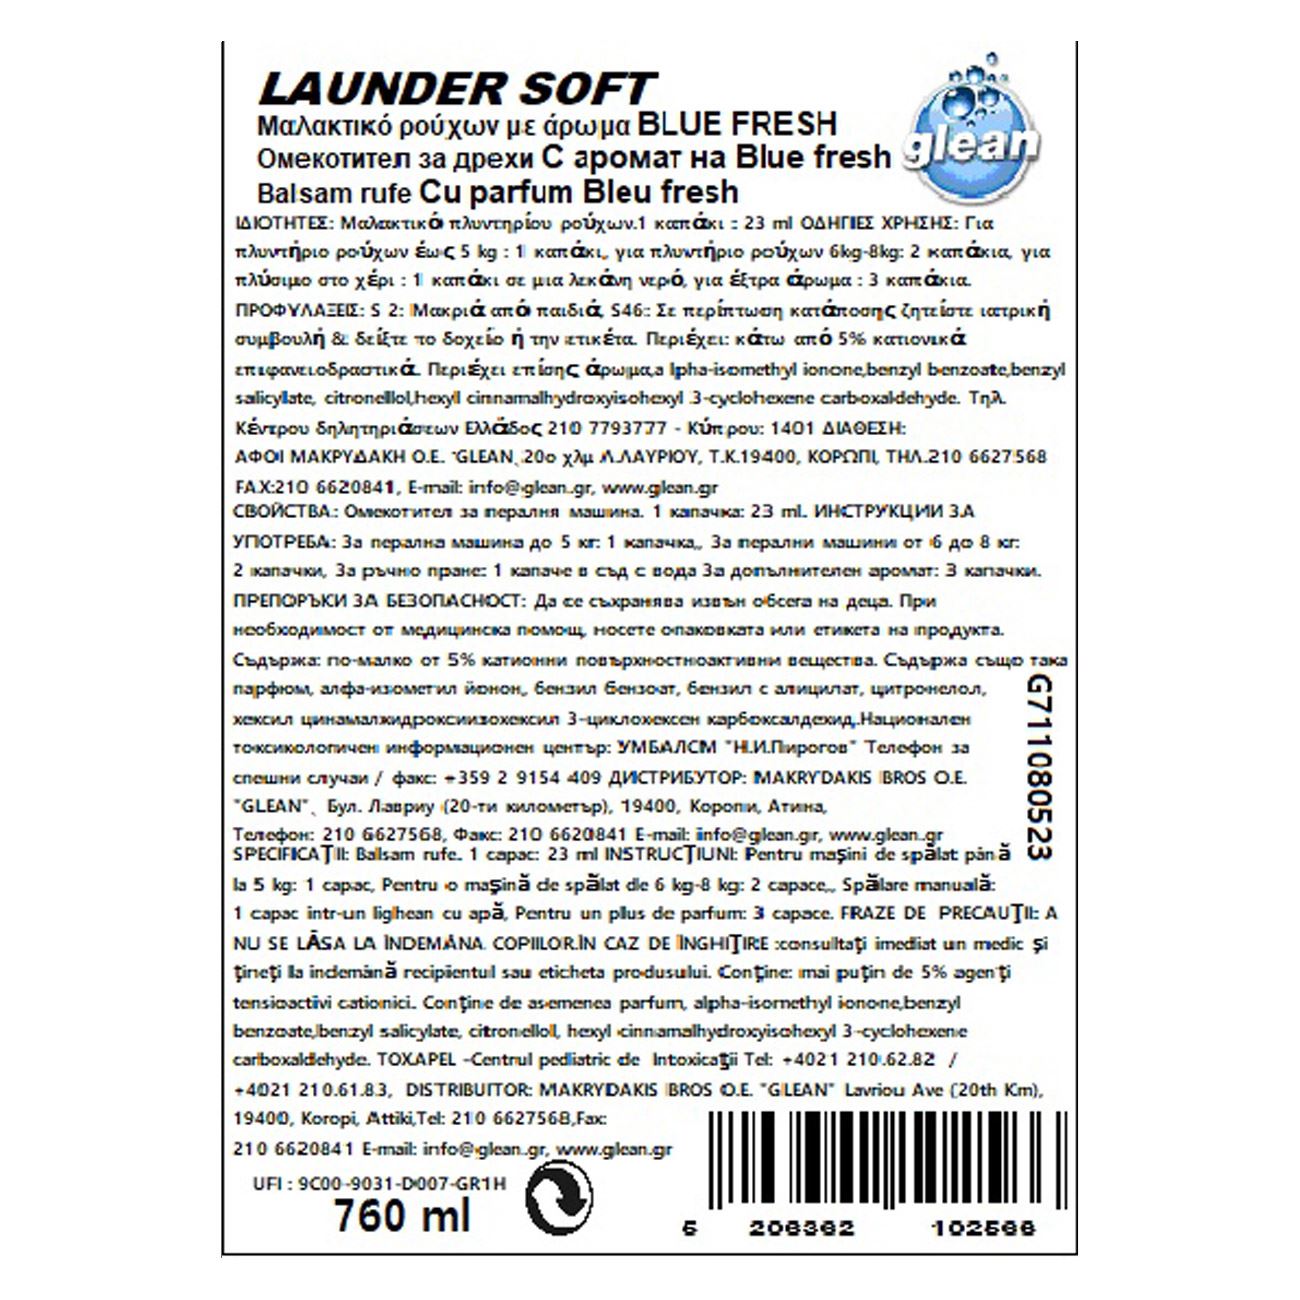 LAUNDER SOFT
Μαλακτικό ρούχων με άρωμα BLUE FRESH
Омекотител за дрехи С аромат на Blue fresh
Balsam rufe Cu parfum Bleu fresh
glean
ΙΔΙΟΤΗΤΕΣ: Μαλακτικό πλυντηρίου ρούχων.1 καπάκι : 23 ml ΟΔΗΓΙΕΣ ΧΡΗΣΗΣ: Για
πλυντήριο ρούχων έως 5 kg : 1 καπάκι, για πλυντήριο ρούχων 6kg-8kg: 2 καπάκια, για
πλύσιμο στο χέρι : 1 καπάκι σε μια λεκάνη νερό, για έξτρα άρωμα : 3 καπάκια.
ΠΡΟΦΥΛΑΞΕΙΣ: S 2: Μακριά από παιδιά, S46: Σε περίπτωση κατάποσης ζητείστε ιατρική
συμβουλή & δείξτε το δοχείο ή την ετικέτα. Περιέχει: κάτω από 5% κατιονικά
επιφανειοδραστικά. Περιέχει επίσης άρωμα,a lpha-isomethyl ionone,benzyl benzoate,benzyl
salicylate, citronellol,hexyl cinnamalhydroxyisohexyl 3-cyclohexene carboxaldehyde. Τηλ.
Κέντρου δηλητηριάσεων Ελλάδος 210 7793777 - Κύπρου: 1401 ΔΙΑΘΕΣΗ:
ΑΦΟΙ ΜΑΚΡΥΔΑΚΗ Ο.Ε. "GLEAN, 20ο χλμ Λ.ΛΑΥΡΙΟΥ, Τ.Κ.19400, ΚΟΡΩΠΙ, ΤΗΛ.210 6627568
FAX:210 6620841, E-mail: info@glean.gr, www.glean.gr
СВОЙСТВА: Омекотител за пералня машина. 1 капачка: 23 ml. ИНСТРУКЦИИ ЗА
УПОТРЕБА: За перална машина до 5 кг: 1 капачка,, За перални машини от 6 до 8 кг:
2 капачки, За ръчно пране: 1 капаче в съд с вода За допълнителен аромат: 3 капачки.
ПРЕПОРЪКИ ЗА БЕЗОПАСНОСТ: Да се съхранява извън обсега на деца. При
необходимост от медицинска помощ, носете опаковката или етикета на продукта.
Съдържа: по-малко от 5% катионни повърхностноактивни вещества. Съдържа също така
парфюм, алфа-изометил йонон, бензил бензоат, бензил с алицилат, цитронелол,
хексил цинамалхидроксиизохексил 3-циклохексен карбоксалдехид.Национален
токсикологичен информационен център: УМБАЛСМ "Н.И.Пирогов" Телефон за
спешни случаи / факс: +359 2 9154 409 ДИСТРИБУТОР: MAKRYDAKIS BROS O.E.
"GLEAN", Бул. Лавриу (20-ти километър), 19400, Коропи, Атина,
Телефон: 210 6627568, Факс: 210 6620841 E-mail: info@glean.gr, www.glean.gr
SPECIFICAȚII: Balsam rufe. 1 capac: 23 ml INSTRUCȚIUNI: Pentru mașini de spălat până
la 5 kg: 1 capac, Pentru o mașină de spălat de 6 kg-8 kg: 2 capace,, Spălare manuală:
1 capac intr-un lighean cu apă, Pentru un plus de parfum: 3 capace. FRAZE DE PRECAUȚII: A
NU SE LĂSA LA ÎNDEMÂNA COPIILOR.ÎN CAZ DE ÎNGHIȚIRE :consultați imediat un medic și
țineți la indemână recipientul sau eticheta produsului. Conține: mai puțin de 5% agenți
tensioactivi cationici. Conține de asemenea parfum, alpha-isomethyl ionone,benzyl
benzoate,benzyl salicylate, citronellol, hexyl cinnamalhydroxyisohexyl 3-cyclohexene
carboxaldehyde. TOXAPEL -Centrul pediatric de Intoxicații Tel: +4021 210.62.82 /
+4021 210.61.83, DISTRIBUITOR: MAKRYDAKIS BROS O.E. "GLEAN" Lavriou Ave (20th Km),
19400, Koropi, Attiki,Tel: 210 6627568,Fax:
210 6620841 E-mail: info@glean.gr, www.glean.gr
G711080523
UFI : 9C00-9031-D007-GR1H
760 ml
5 206362 102566